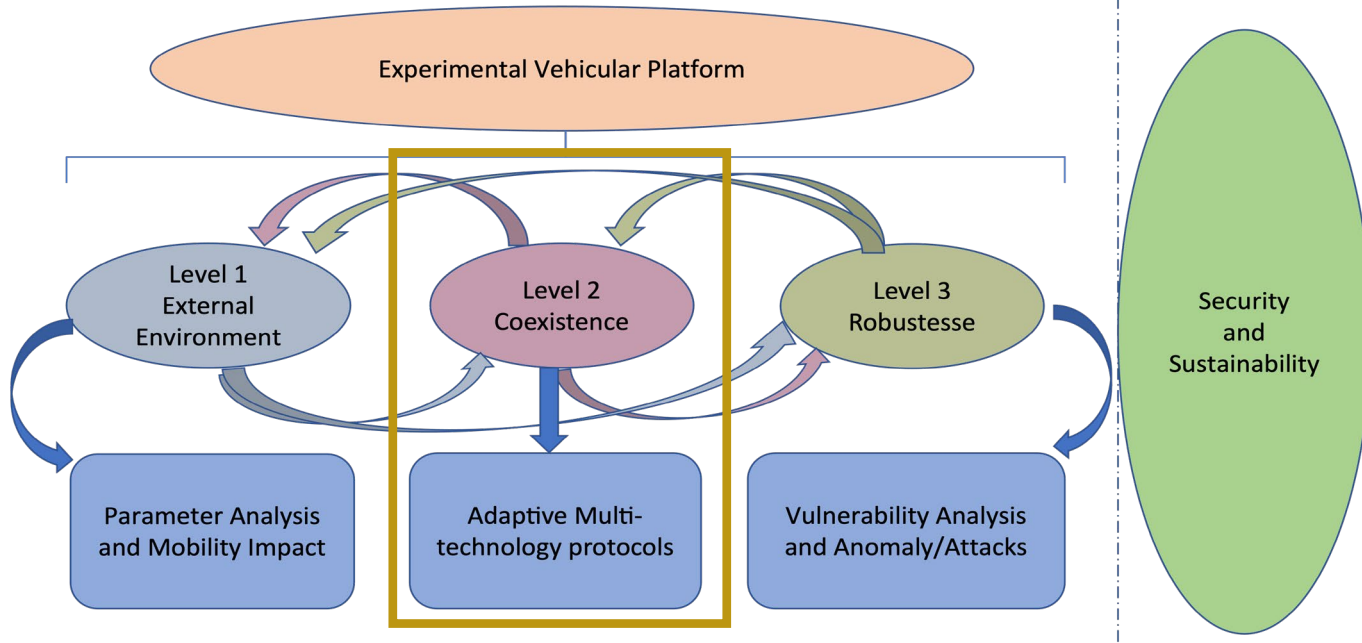 Experimental Vehicular Platform
Level 1
External
Environment
Level 2
Coexistence
Level 3
Robustesse
Security
and
Sustainability
Parameter Analysis
and Mobility Impact
Adaptive Multi-
technology protocols
Vulnerability Analysis
and Anomaly/Attacks